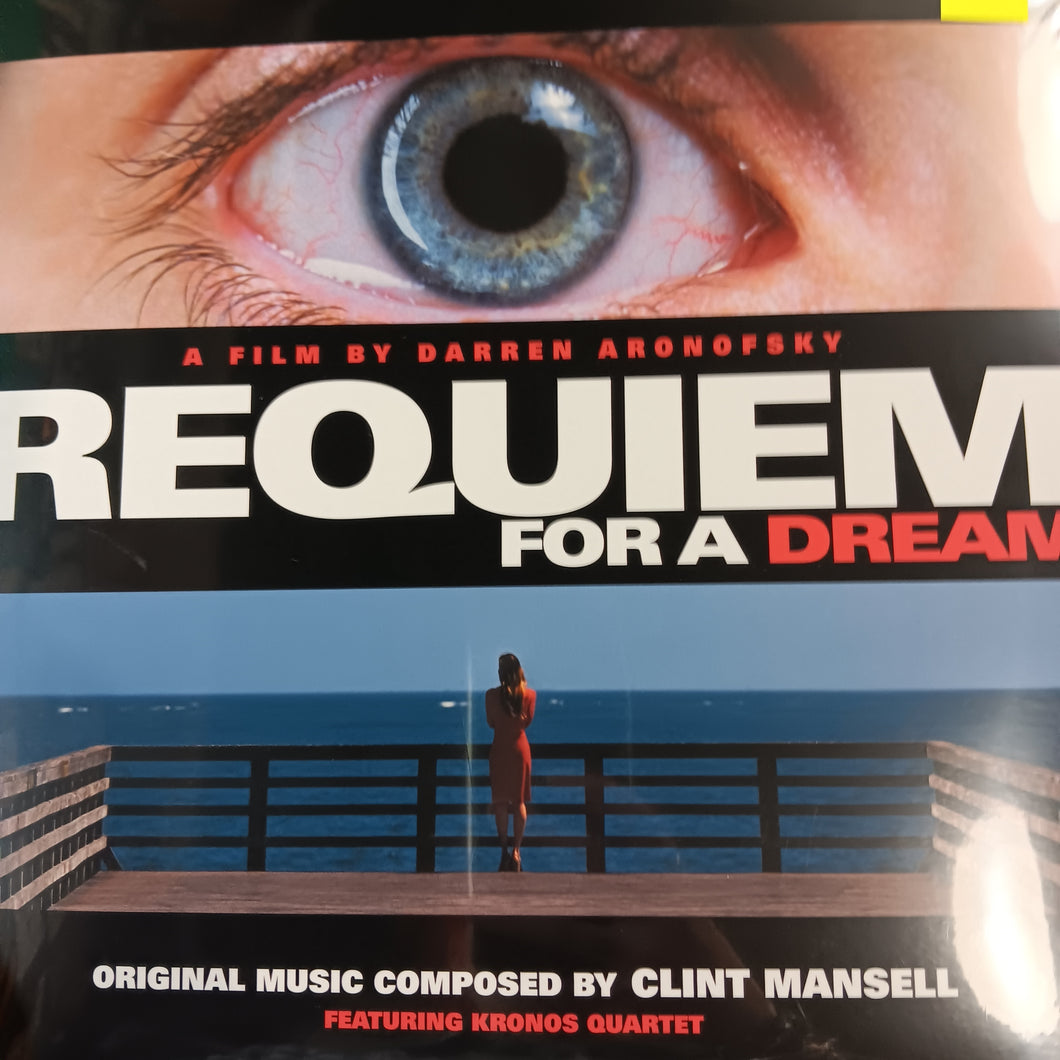 A FILM BY DARREN ARONOFSKY
REQUIEM
FOR A DREAM
ORIGINAL MUSIC COMPOSED BY CLINT MANSELL
FEATURING KRONOS QUARTET